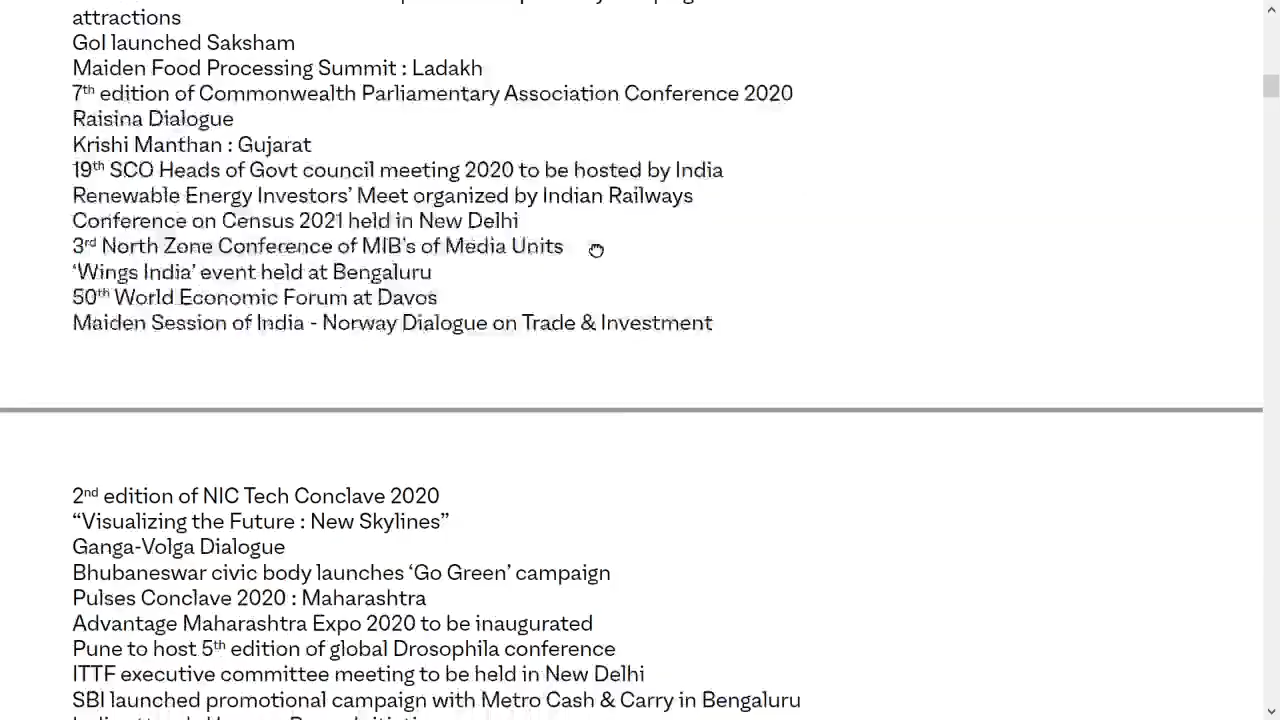 attractions
GoI launched Saksham
Maiden Food Processing Summit : Ladakh
7th edition of Commonwealth Parliamentary Association Conference 2020
Raisina Dialogue
Krishi Manthan : Gujarat
19th SCO Heads of Govt council meeting 2020 to be hosted by India
Renewable Energy Investors’ Meet organized by Indian Railways
Conference on Census 2021 held in New Delhi
3rd North Zone Conference of MIB’s of Media Units
‘Wings India’ event held at Bengaluru
50th World Economic Forum at Davos
Maiden Session of India - Norway Dialogue on Trade & Investment
2nd edition of NIC Tech Conclave 2020
“Visualizing the Future : New Skylines”
Ganga-Volga Dialogue
Bhubaneswar civic body launches ‘Go Green’ campaign
Pulses Conclave 2020 : Maharashtra
Advantage Maharashtra Expo 2020 to be inaugurated
Pune to host 5th edition of global Drosophila conference
ITTF executive committee meeting to be held in New Delhi
SBI launched promotional campaign with Metro Cash & Carry in Bengaluru